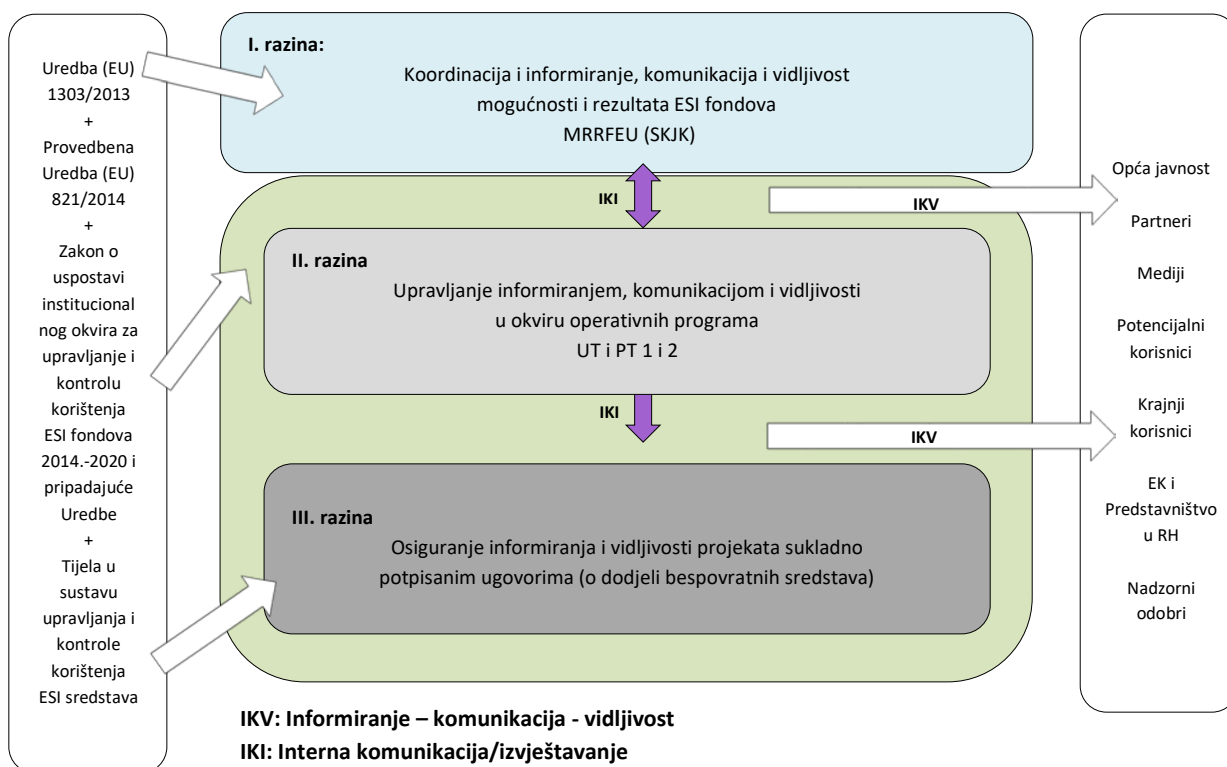 Uredba (EU)
1303/2013
+
Provedbena
Uredba (EU)
821/2014
+
Zakon o
uspostavi
institucional
nog okvira za
upravljanje i
kontrolu
korištenja
ESI fondova
2014.-2020 i
pripadajuće
Uredbe
+
Tijela u
sustavu
upravljanja i
kontrole
korištenja
ESI sredstava
I. razina:
Koordinacija i informiranje, komunikacija i vidljivost
mogućnosti i rezultata ESI fondova
MRRFEU (SKJK)
IKI
IKV
II. razina
Upravljanje informiranjem, komunikacijom i vidljivosti
u okviru operativnih programa
UT i PT 1 i 2
IKI
IKV
III. razina
Osiguranje informiranja i vidljivosti projekata sukladno
potpisanim ugovorima (o dodjeli bespovratnih sredstava)
Opća javnost
Partneri
Mediji
Potencijalni
korisnici
Krajnji
korisnici
EK i
Predstavništvo
u RH
Nadzorni
odobri
IKV: Informiranje – komunikacija - vidljivost
IKI: Interna komunikacija/izvještavanje